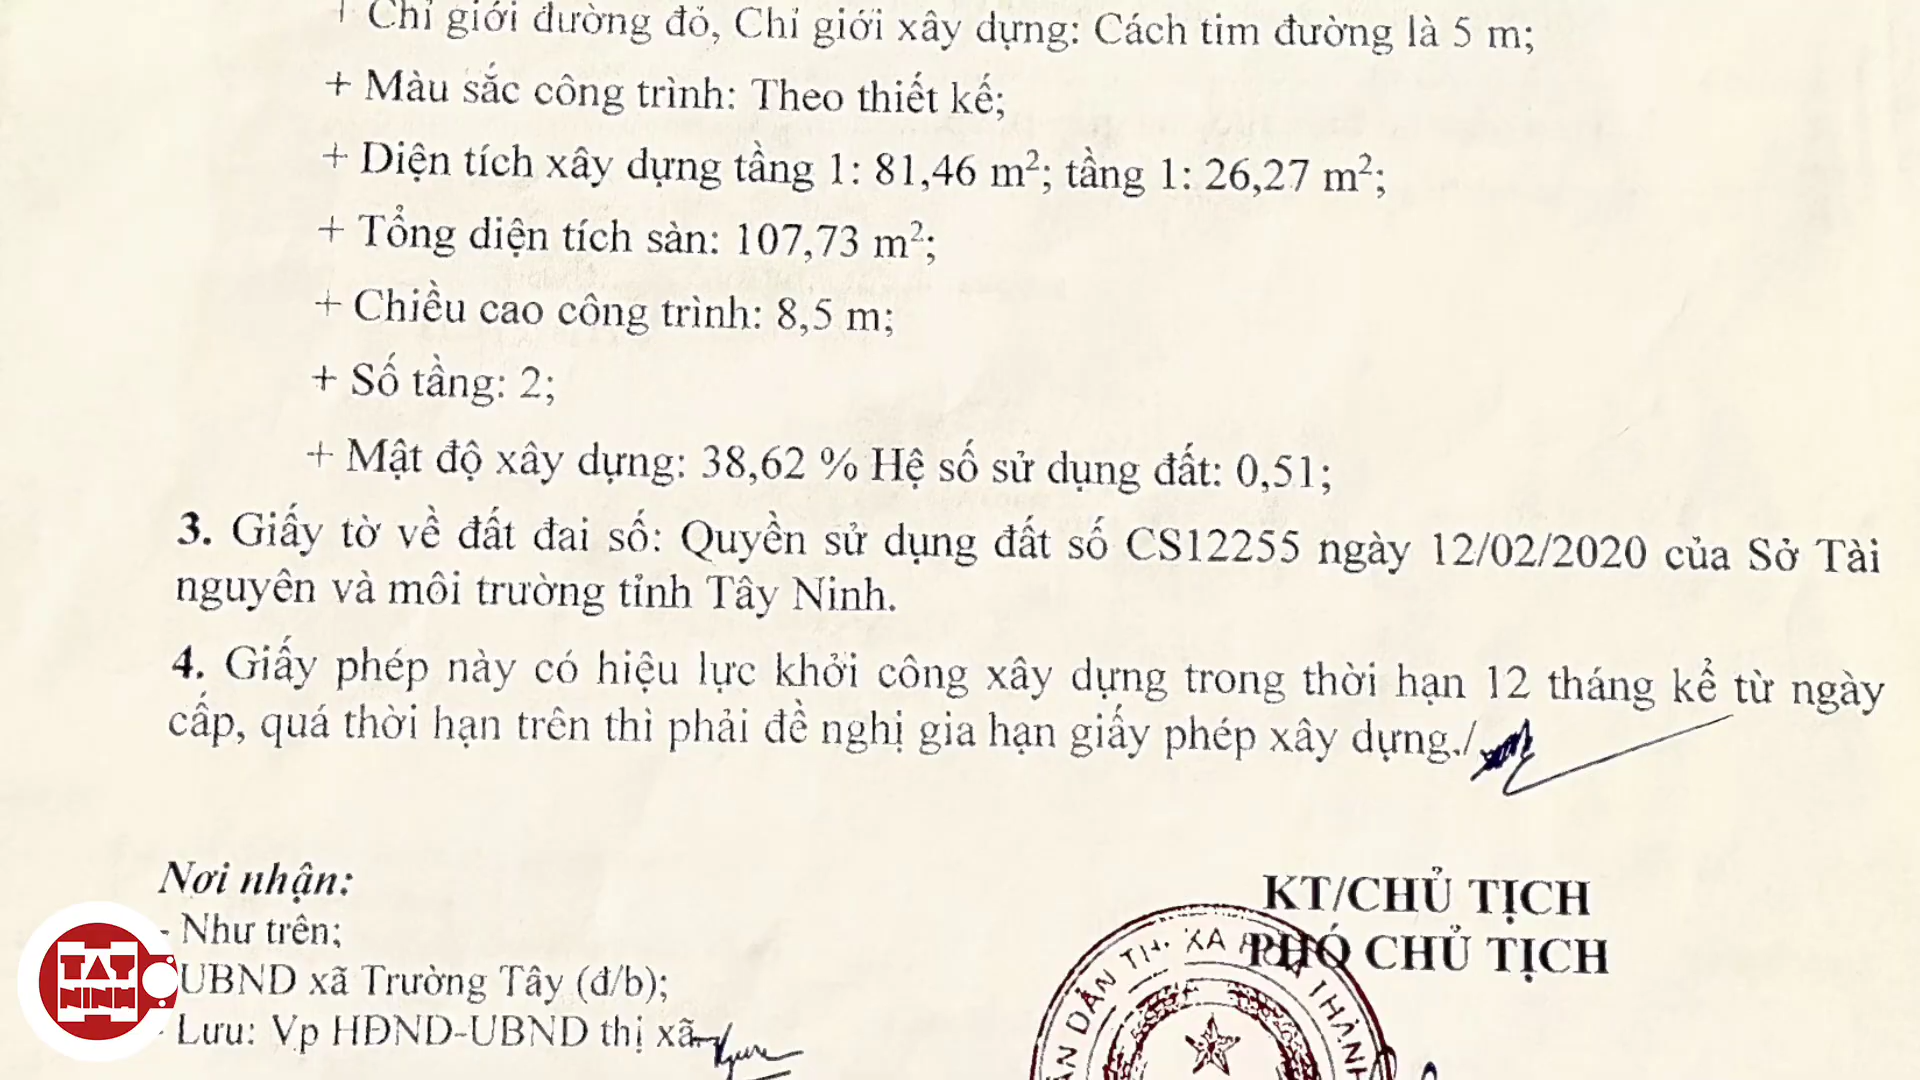 + Chỉ giới đường đỏ, Chỉ giới xây dựng: Cách tim đường là 5 m;
+ Màu sắc công trình: Theo thiết kế;
+ Diện tích xây dựng tầng 1: 81,46 m²; tầng 1: 26,27 m²;
+ Tổng diện tích sàn: 107,73 m²;
+ Chiều cao công trình: 8,5 m;
+ Số tầng: 2;
+ Mật độ xây dựng: 38,62 % Hệ số sử dụng đất: 0,51;
3. Giấy tờ về đất đai số: Quyền sử dụng đất số CS12255 ngày 12/02/2020 của Sở Tài
nguyên và môi trường tỉnh Tây Ninh.
4. Giấy phép này có hiệu lực khởi công xây dựng trong thời hạn 12 tháng kể từ ngày
cấp, quá thời hạn trên thì phải đề nghị gia hạn giấy phép xây dựng./
Nơi nhận:
- Như trên;
UBND xã Trường Tây (đ/b);
- Lưu: Vp HĐND-UBND thị xã
KT/CHỦ TỊCH
PHÓ CHỦ TỊCH
DÂN THỊ XÃ THÀNH
TAY
NINH